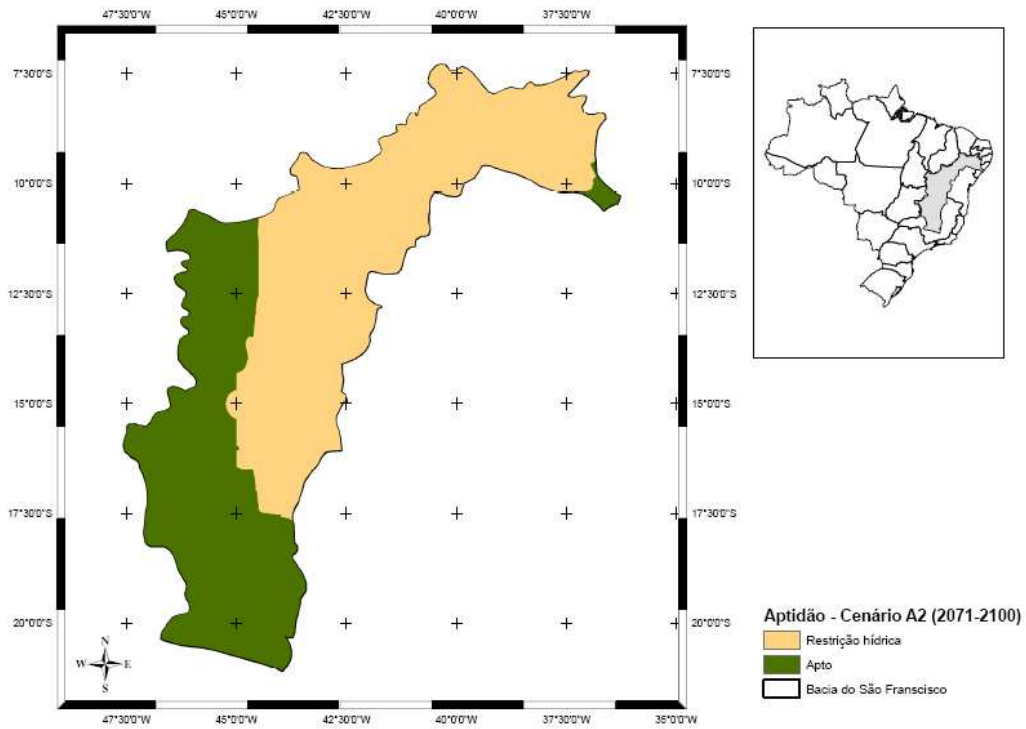 47°30'0"W 45°0'0"W 42°30'0"W 40°0'0"W 37°30'0"W 35°0'0"W
7°30'0"S 7°30'0"S
10°0'0"S 10°0'0"S
12°30'0"S 12°30'0"S
15°0'0"S 15°0'0"S
17°30'0"S 17°30'0"S
20°0'0"S 20°0'0"S
N
W E
S
47°30'0"W 45°0'0"W 42°30'0"W 40°0'0"W 37°30'0"W 35°0'0"W
Aptidão - Cenário A2 (2071-2100)
Restrição hídrica
Apto
Bacia do São Franscisco